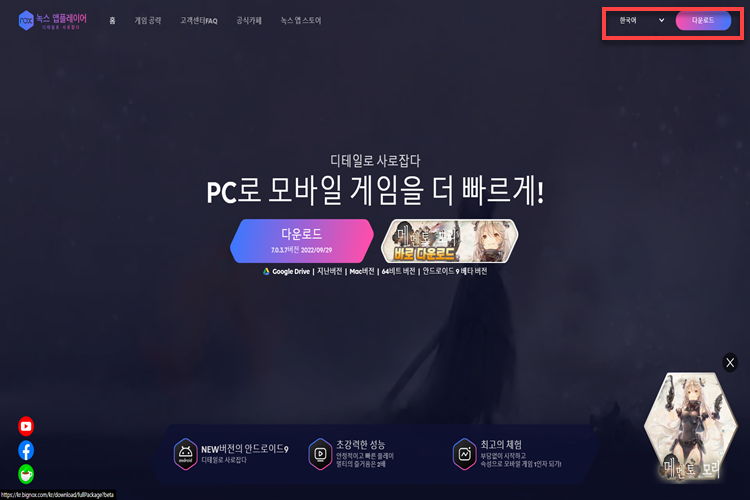 nox 녹스 앱플레이어
디테일로 사로잡다
홈 게임 공략 고객센터FAQ 공식카페 녹스 앱 스토어
한국어 다운로드
디테일로 사로잡다
PC로 모바일 게임을 더 빠르게!
다운로드
7.0.3.7버전 2022/09/29
메멘토 모리
바로 다운로드
Google Drive | 지난버전 | Mac버전 | 64비트 버전 | 안드로이드 9 베타 버전
X
메멘토 모리
NEW버전의 안드로이드9
디테일로 사로잡다
android
초강력한 성능
안정적이고 빠른 플레이
멀티의 즐거움은 2배
최고의 체험
부담없이 시작하고
속성으로 모바일 게임 1인자 되기!
https://kr.bignox.com/kr/download/fullPackage?beta